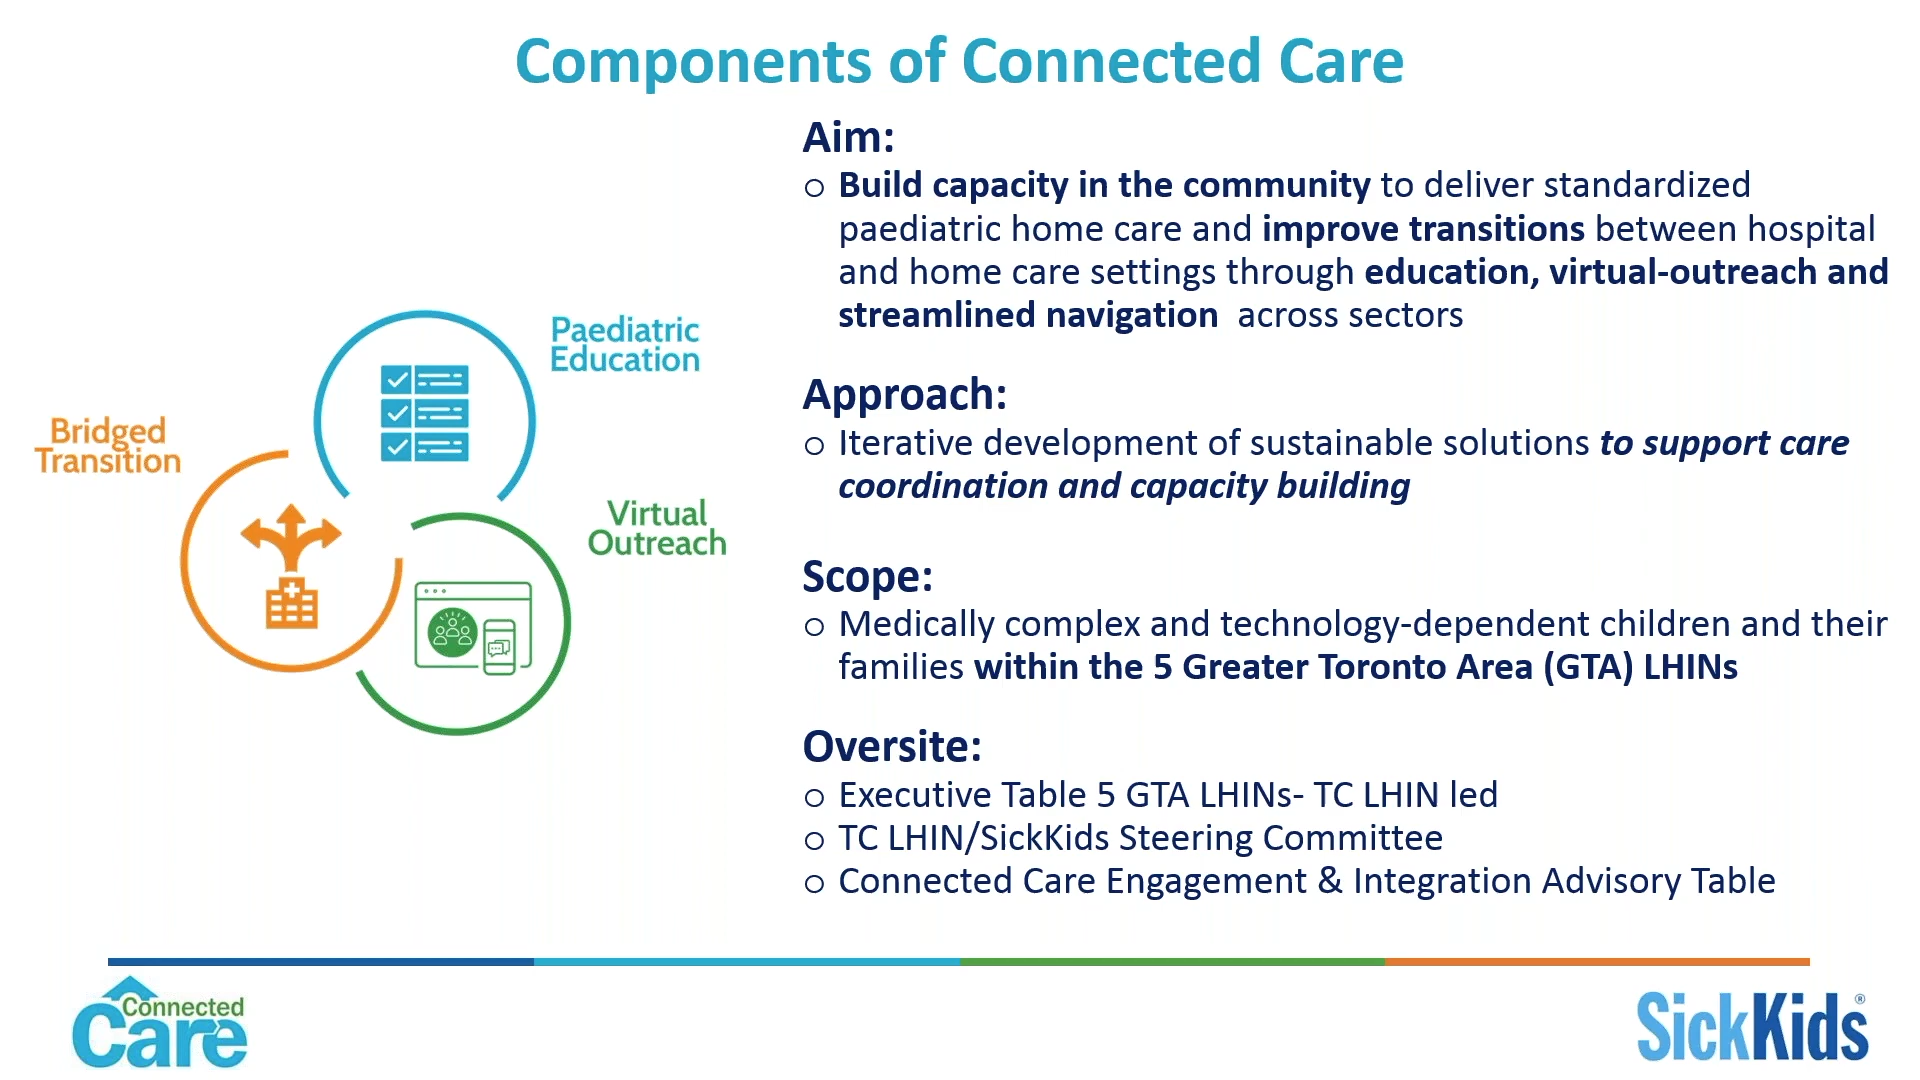 Components of Connected Care
Bridged
Transition
Paediatric
Education
Virtual
Outreach
Aim:
○ Build capacity in the community to deliver standardized
paediatric home care and improve transitions between hospital
and home care settings through education, virtual-outreach and
streamlined navigation across sectors
Approach:
○ Iterative development of sustainable solutions to support care
coordination and capacity building
Scope:
○ Medically complex and technology-dependent children and their
families within the 5 Greater Toronto Area (GTA) LHINs
Oversite:
○ Executive Table 5 GTA LHINs- TC LHIN led
○ TC LHIN/SickKids Steering Committee
○ Connected Care Engagement & Integration Advisory Table
Connected
Care
SickKids®